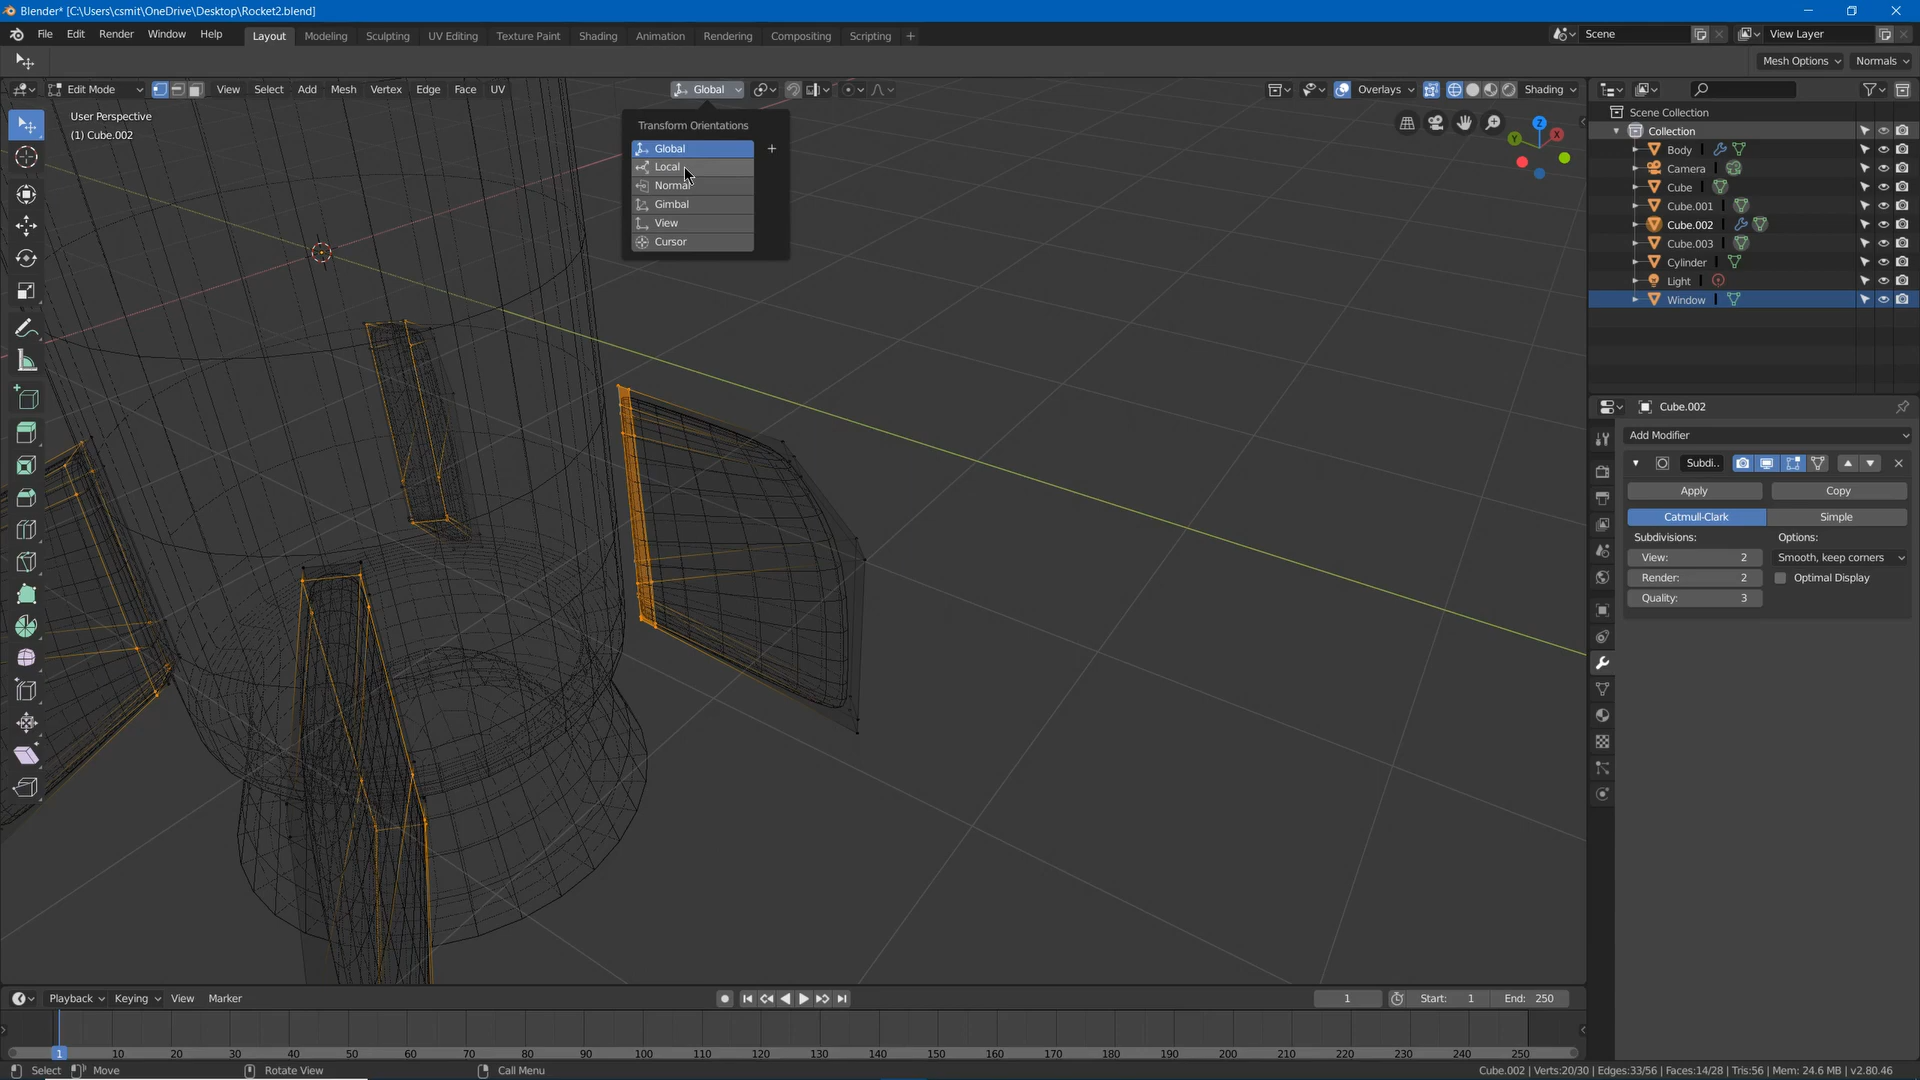 Blender* [C:\Users\csmit\OneDrive\Desktop\Rocket2.blend]
File Edit Render Window Help
Layout Modeling Sculpting UV Editing Texture Paint Shading Animation Rendering Compositing Scripting +
Scene
View Layer
Mesh Options
Normals
Edit Mode
View Select Add Mesh Vertex Edge Face UV
Global
Overlays
Shading
User Perspective
(1) Cube.002
Transform Orientations
Global
Local
Normal
Gimbal
View
Cursor
Z
X
Y
Scene Collection
Collection
Body
Camera
Cube
Cube.001
Cube.002
Cube.003
Cylinder
Light
Window
Cube.002
Add Modifier
Subdi..
Apply Copy
Catmull-Clark Simple
Subdivisions: Options:
View: 2 Smooth, keep corners
Render: 2 Optimal Display
Quality: 3
Playback Keying View Marker
1 Start: 1 End: 250
1 10 20 30 40 50 60 70 80 90 100 110 120 130 140 150 160 170 180 190 200 210 220 230 240 250
Select Move Rotate View Call Menu
Cube.002 | Verts:20/30 | Edges:33/56 | Faces:14/28 | Tris:56 | Mem: 24.6 MB | v2.80.46